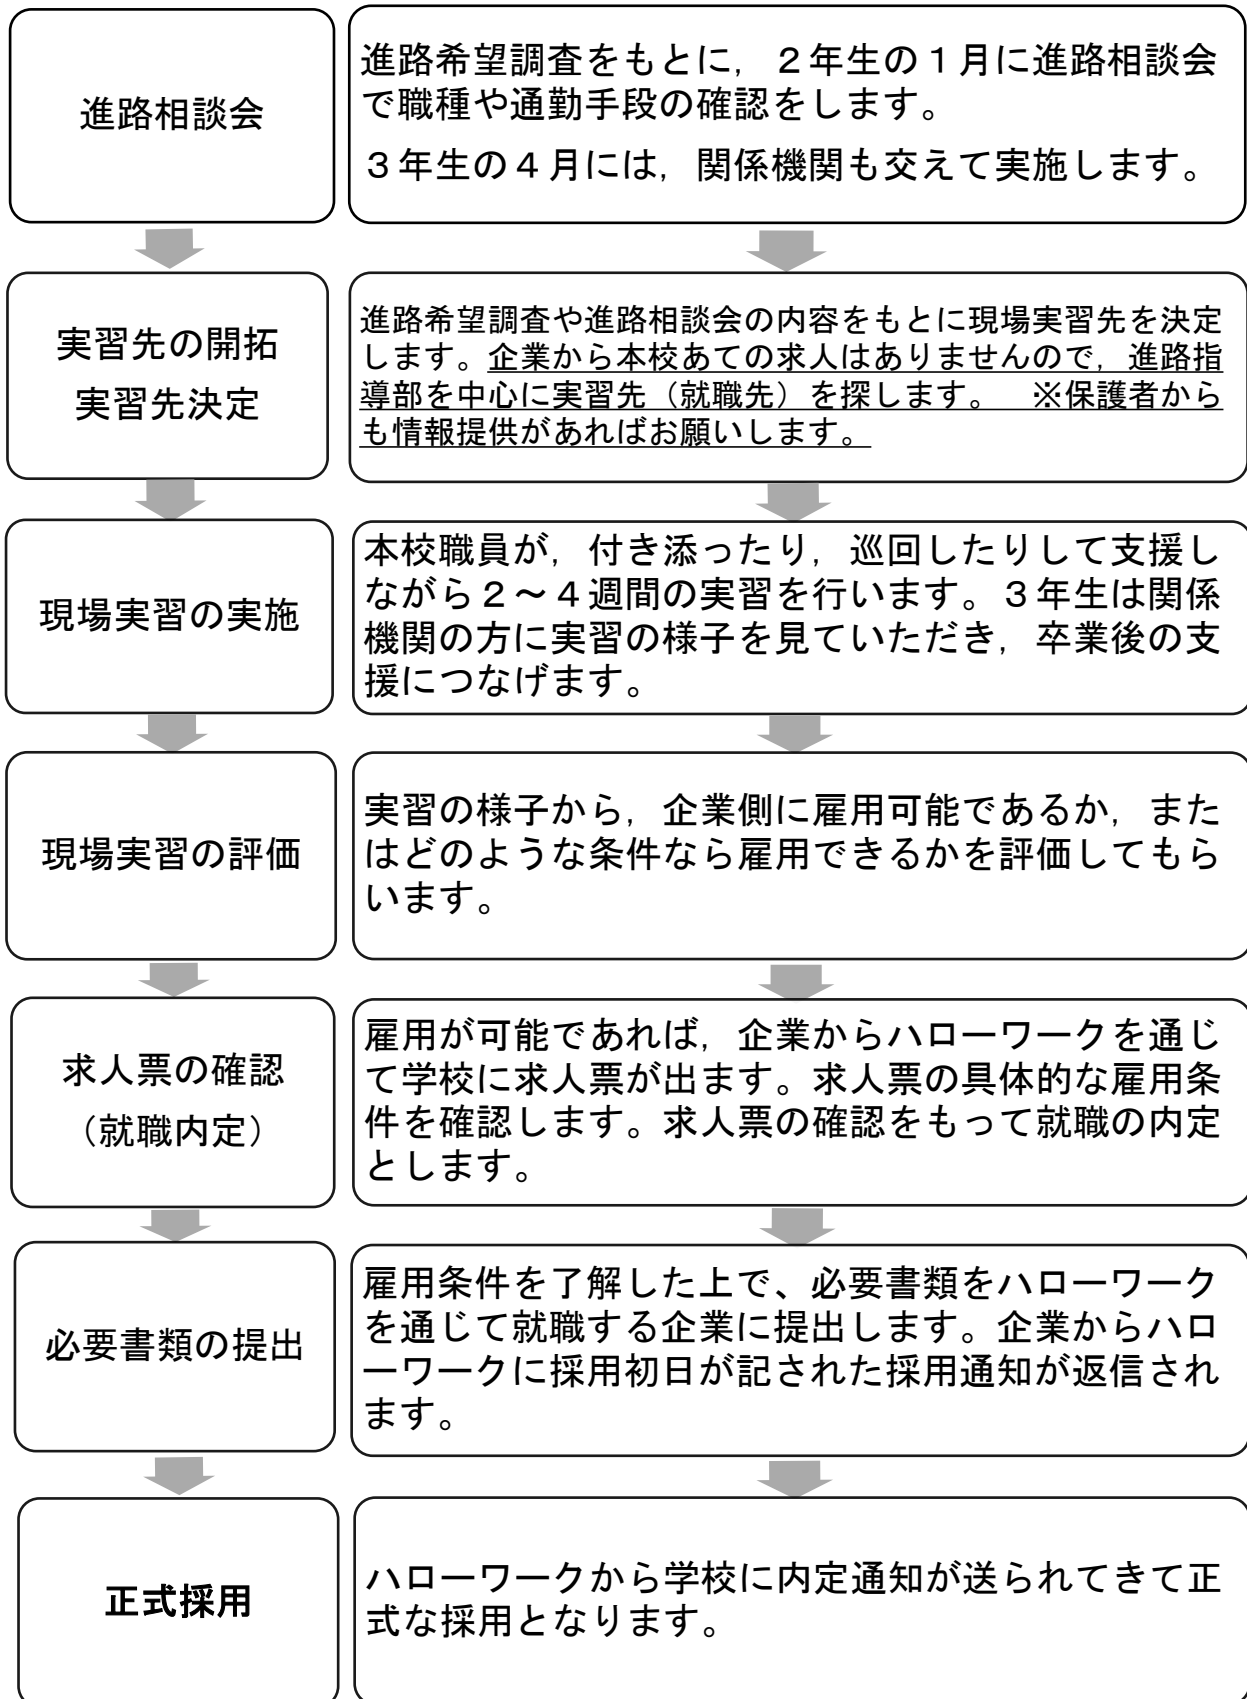 進路相談会
進路希望調査をもとに，２年生の１月に進路相談会
で職種や通勤手段の確認をします。
３年生の４月には，関係機関も交えて実施します。
実習先の開拓
実習先決定
進路希望調査や進路相談会の内容をもとに現場実習先を決定
します。企業から本校あての求人はありませんので，進路指
導部を中心に実習先（就職先）を探します。　※保護者から
も情報提供があればお願いします。
現場実習の実施
本校職員が，付き添ったり，巡回したりして支援し
ながら２～４週間の実習を行います。３年生は関係
機関の方に実習の様子を見ていただき，卒業後の支
援につなげます。
現場実習の評価
実習の様子から，企業側に雇用可能であるか，また
はどのような条件なら雇用できるかを評価してもら
います。
求人票の確認
（就職内定）
雇用が可能であれば，企業からハローワークを通じ
て学校に求人票が出ます。求人票の具体的な雇用条
件を確認します。求人票の確認をもって就職の内定
とします。
必要書類の提出
雇用条件を了解した上で、必要書類をハローワーク
を通じて就職する企業に提出します。企業からハロ
ーワークに採用初日が記された採用通知が返信され
ます。
正式採用
ハローワークから学校に内定通知が送られてきて正
式な採用となります。